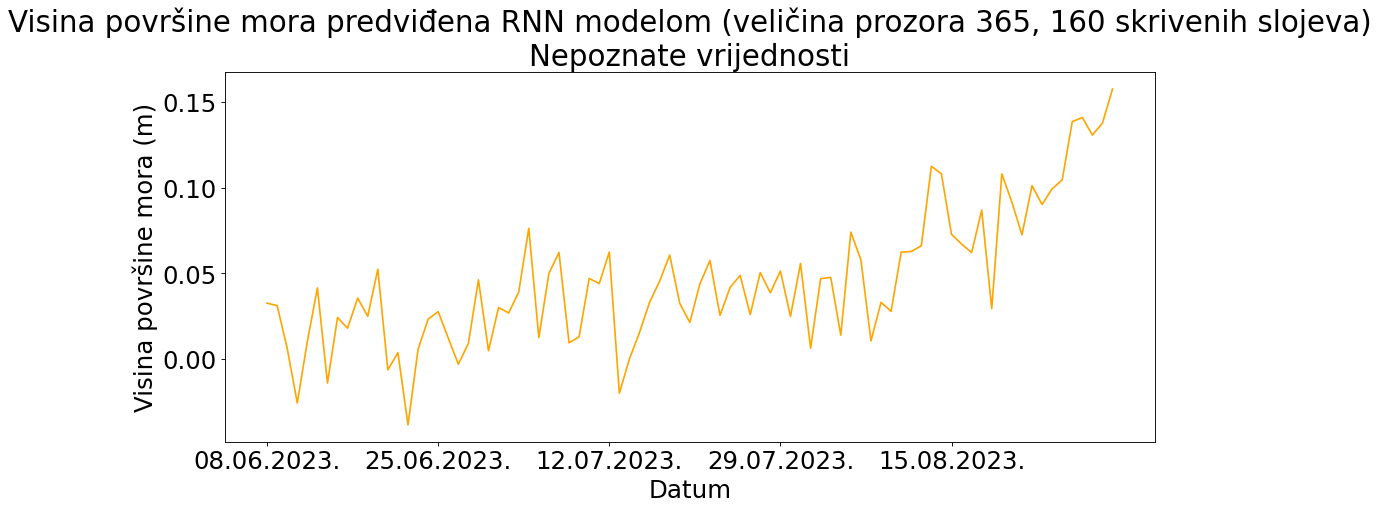 Visina površine mora predviđena RNN modelom (veličina prozora 365, 160 skrivenih slojeva)
Nepoznate vrijednosti
Visina površine mora (m)
0.15
0.10
0.05
0.00
08.06.2023. 25.06.2023. 12.07.2023. 29.07.2023. 15.08.2023.
Datum